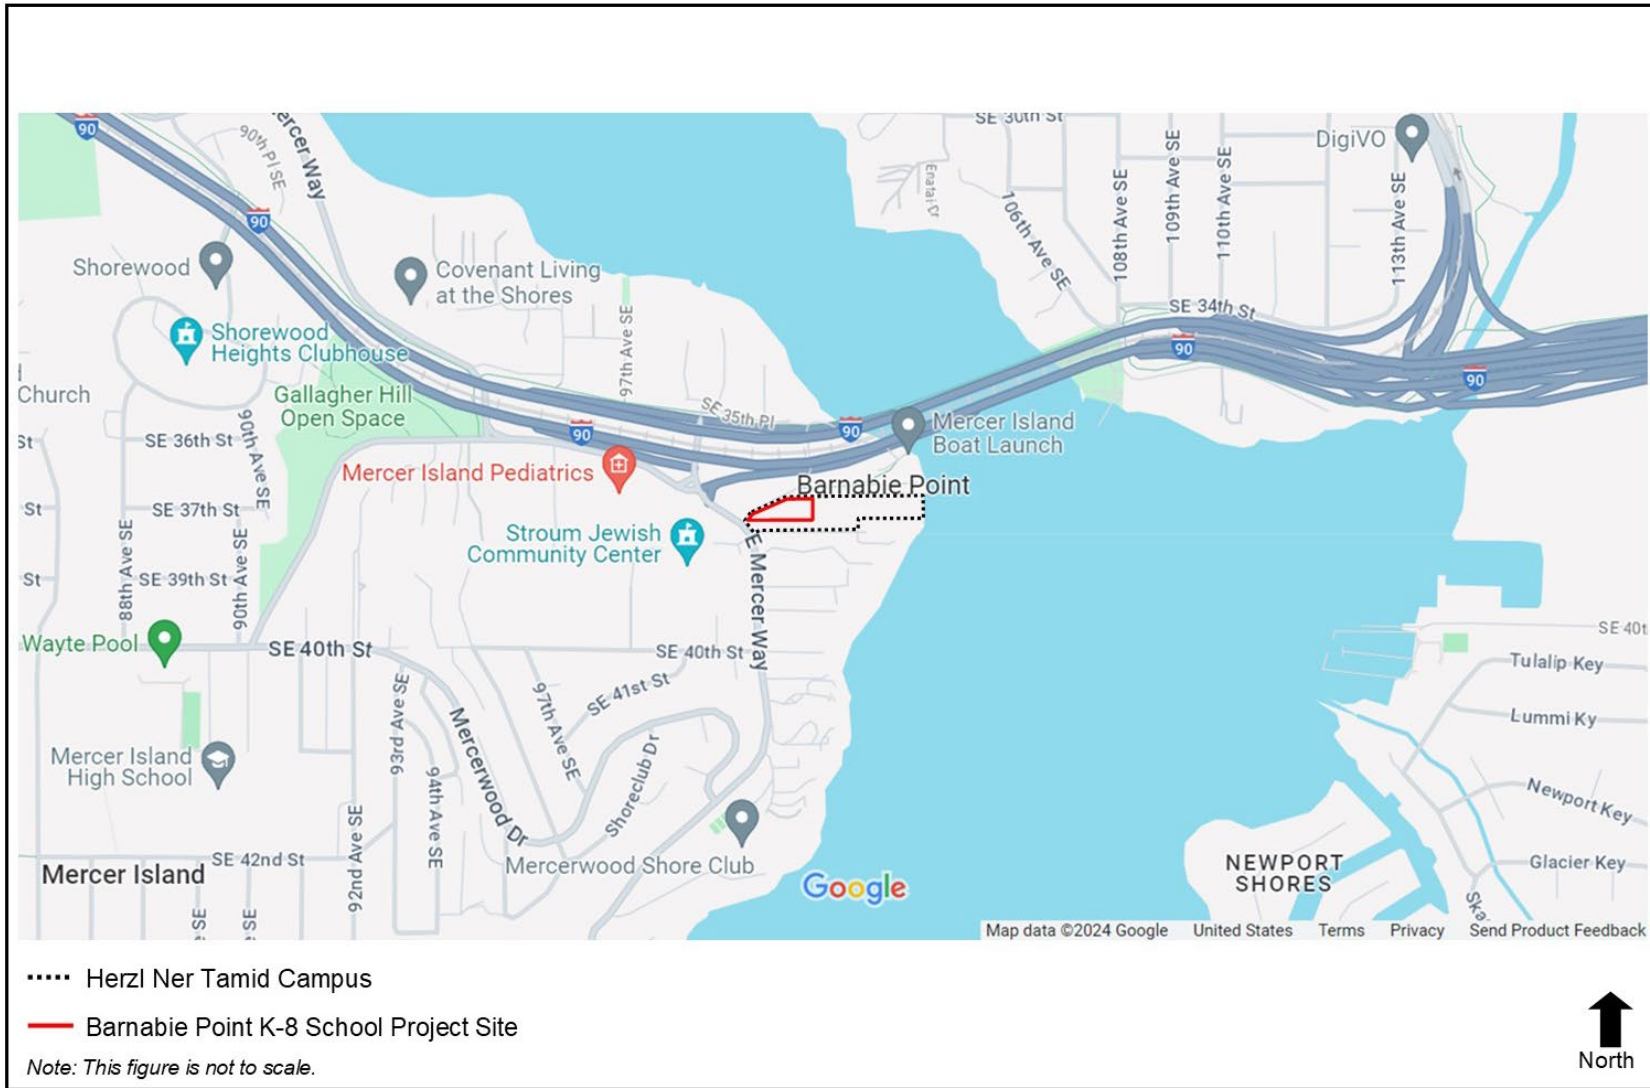 90
90th Pl SE
ercer Way
SE 30th St
DigiVO
Enatai Dr
106th Ave SE
108th Ave SE
109th Ave SE
110th Ave SE
113th Ave SE
90
Shorewood
Covenant Living
at the Shores
SE 34th St
90
90
Shorewood
Heights Clubhouse
97th Ave SE
Church
Gallagher Hill
Open Space
SE 35th Pl
90
90
Mercer Island
Boat Launch
St
SE 36th St
90th Ave SE
Mercer Island Pediatrics
Barnabie Point
St
SE 37th St
Stroum Jewish
Community Center
E Mercer Way
St
88th Ave SE
SE 39th St
90th Ave SE
Wayte Pool
SE 40th St
SE 40th St
SE 40t
Tulalip Key
SE 41st St
93rd Ave SE
97th Ave SE
Mercerwood Dr
Lummi Ky
Mercer Island
High School
94th Ave SE
Shoreclub Dr
Newport Key
92nd Ave SE
Mercerwood Shore Club
SE 42nd St
Mercer Island
Google
NEWPORT
SHORES
Glacier Key
Ska
e SE
e SE
Map data ©2024 Google United States Terms Privacy Send Product Feedback
Herzl Ner Tamid Campus
Barnabie Point K-8 School Project Site
Note: This figure is not to scale.
North